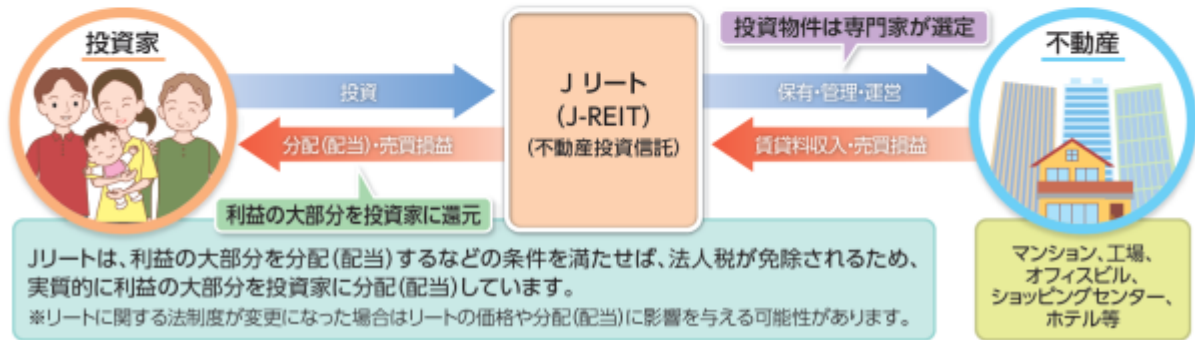 投資家
投資
分配(配当)・売買損益
利益の大部分を投資家に還元
J リート
(J-REIT)
(不動産投資信託)
投資物件は専門家が選定
保有・管理・運営
賃貸料収入・売買損益
不動産
マンション、工場、
オフィスビル、
ショッピングセンター、
ホテル等
Jリートは、利益の大部分を分配(配当)するなどの条件を満たせば、法人税が免除されるため、
実質的に利益の大部分を投資家に分配(配当)しています。
※リートに関する法制度が変更になった場合はリートの価格や分配(配当)に影響を与える可能性があります。